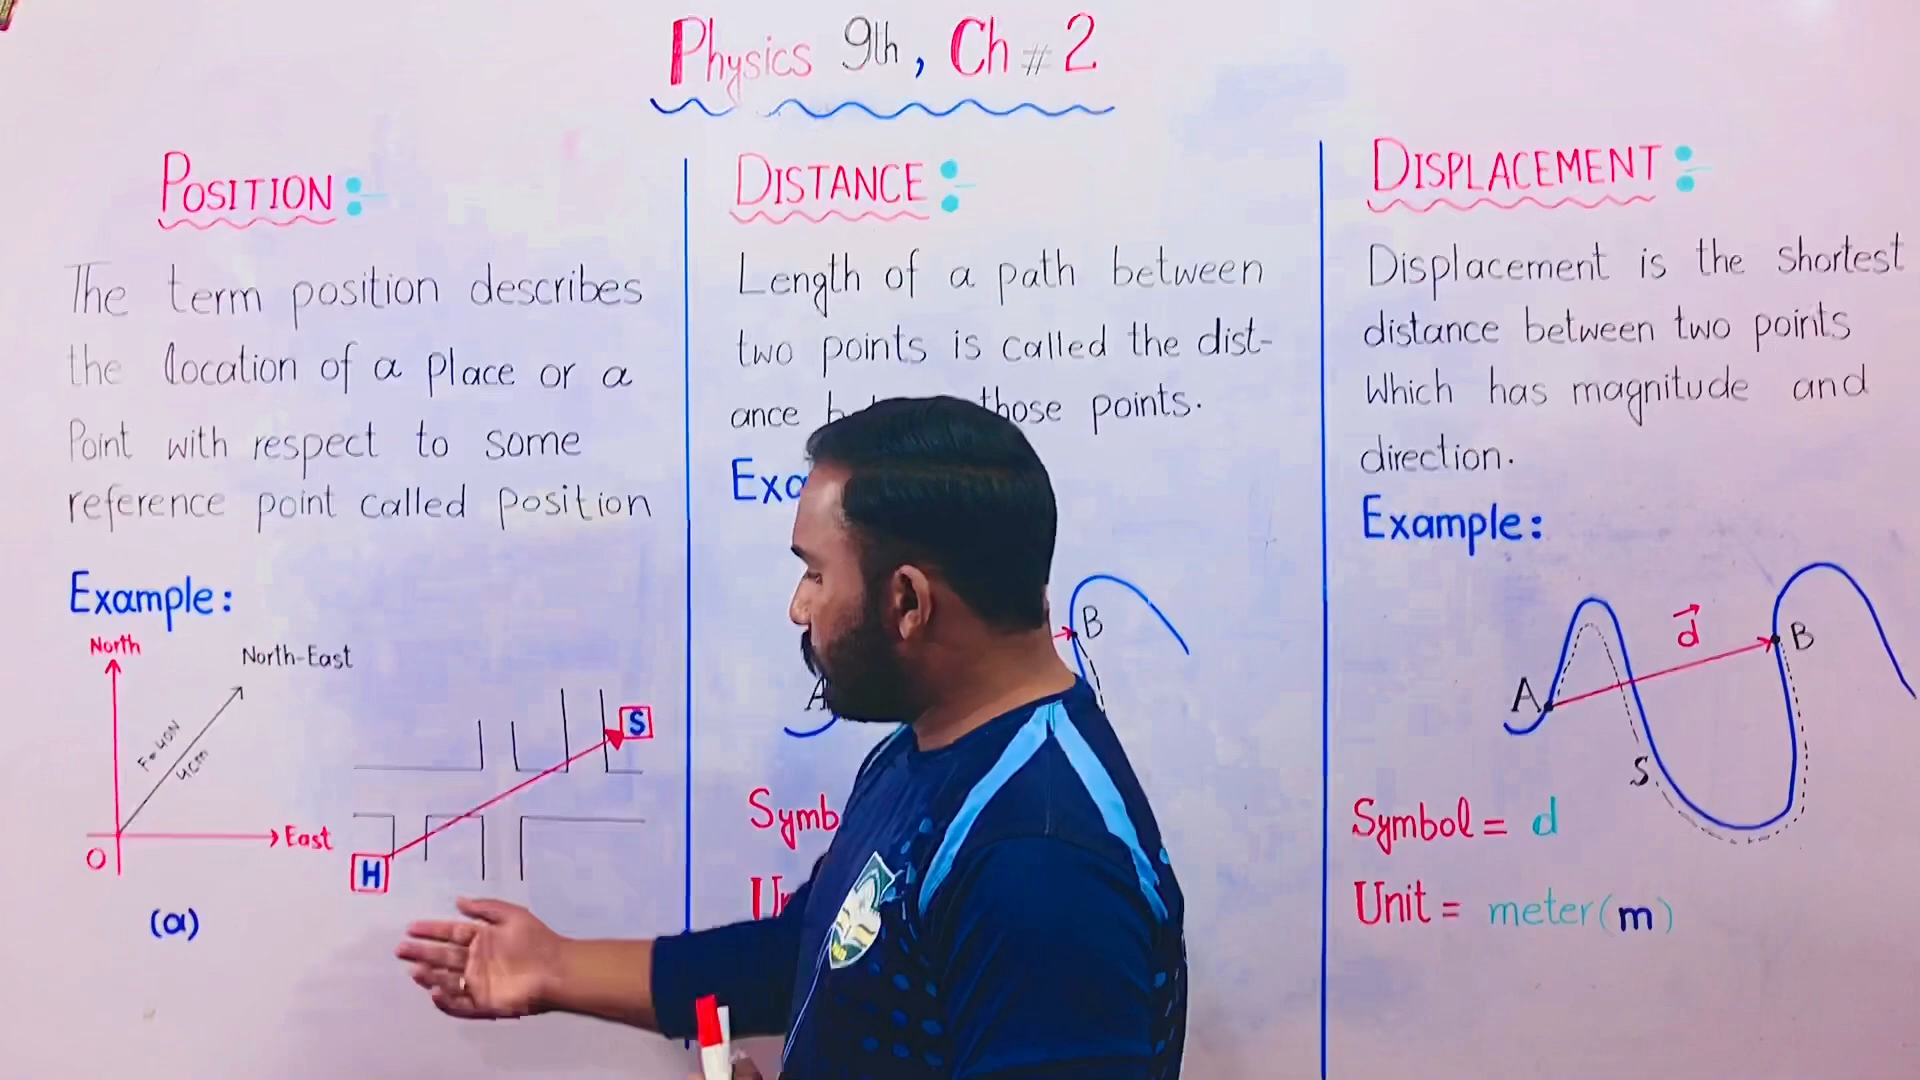 Physics 9th, Ch # 2
POSITION:-
The term position describes
the location of a place or a
Point with respect to some
reference point called position
Example:
North
North-East
F=40N
4cm
O
East
S
H
(a)
DISTANCE:-
Length of a path between
two points is called the dist-
ance those points.
B
A
DISPLACEMENT:-
Displacement is the shortest
distance between two points
Which has magnitude and
direction.
Example:
d
A
B
S
Symbol = d
Unit = meter (m)